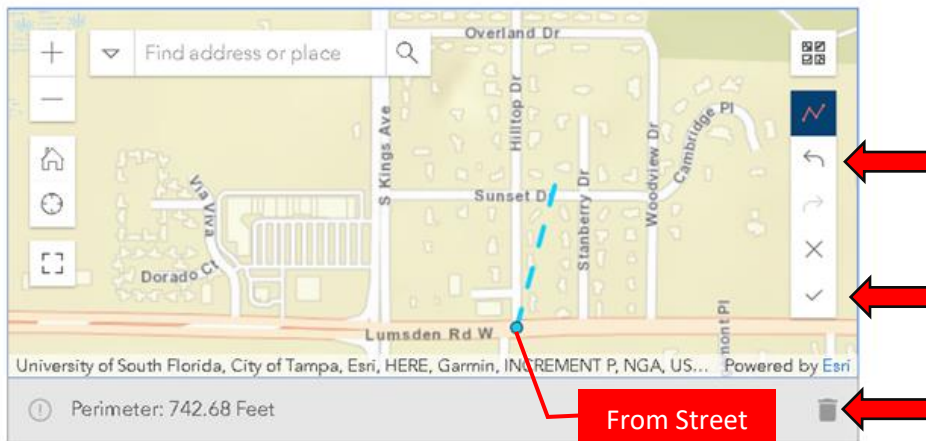 Overland Dr
Find address or place
Hilltop Dr
S Kings Ave
Cambridge Pl
Woodview Dr
Via Viva
Sunset D
Stanberry Dr
Dorado Ct
Lumsden Rd W
mont Pl
University of South Florida, City of Tampa, Esri, HERE, Garmin, INCREMENT P, NGA, US... Powered by Esri
Perimeter: 742.68 Feet
From Street